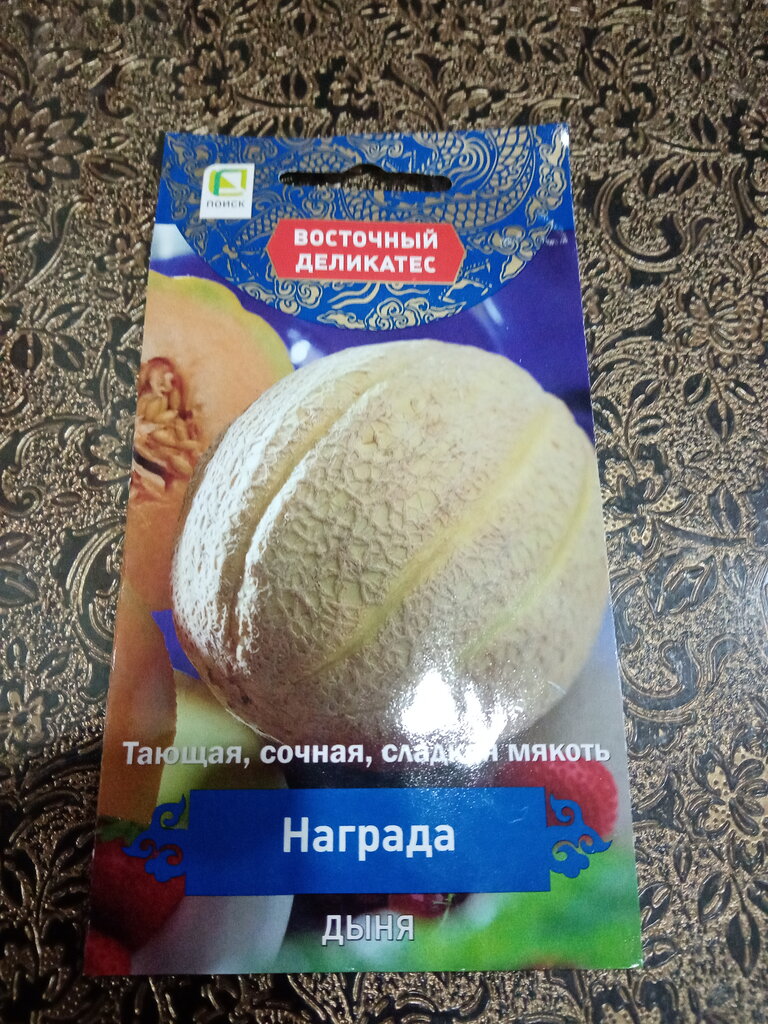 ПОИСК
ВОСТОЧНЫЙ
ДЕЛИКАТЕС
Тающая, сочная, сладкая мякоть
Награда
ДЫНЯ